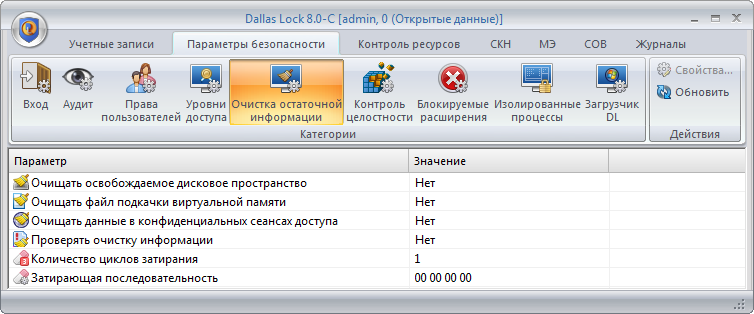 Dallas Lock 8.0-C [admin, 0 (Открытые данные)]
Учетные записи Параметры безопасности Контроль ресурсов СКН МЭ СОВ Журналы
Вход
Аудит
Права пользователей
Уровни доступа
Очистка остаточной информации
Контроль целостности
Блокируемые расширения
Изолированные процессы
Загрузчик DL
Категории
Свойства...
Обновить
Действия
Параметр Значение
Очищать освобождаемое дисковое пространство Нет
Очищать файл подкачки виртуальной памяти Нет
Очищать данные в конфиденциальных сеансах доступа Нет
Проверять очистку информации Нет
Количество циклов затирания 1
Затирающая последовательность 00 00 00 00